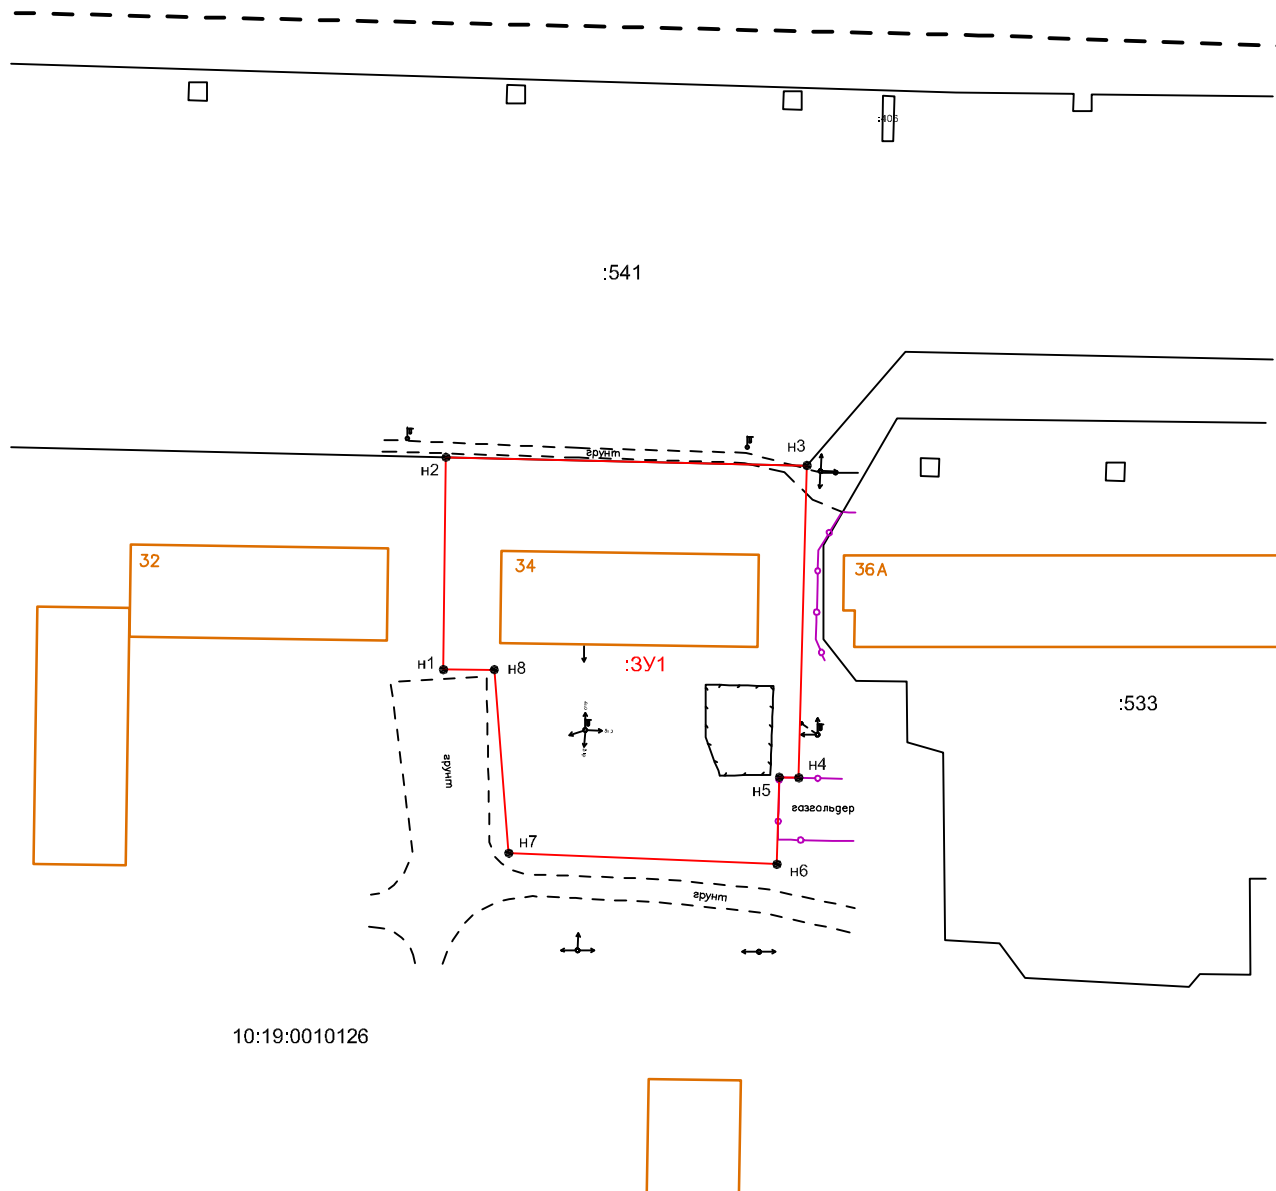 :406
:541
н3
грунт
н2
32
34
36А
:ЗУ1
н1
н8
:533
грунт
н4
н5
газгольдер
н7
н6
грунт
10:19:0010126